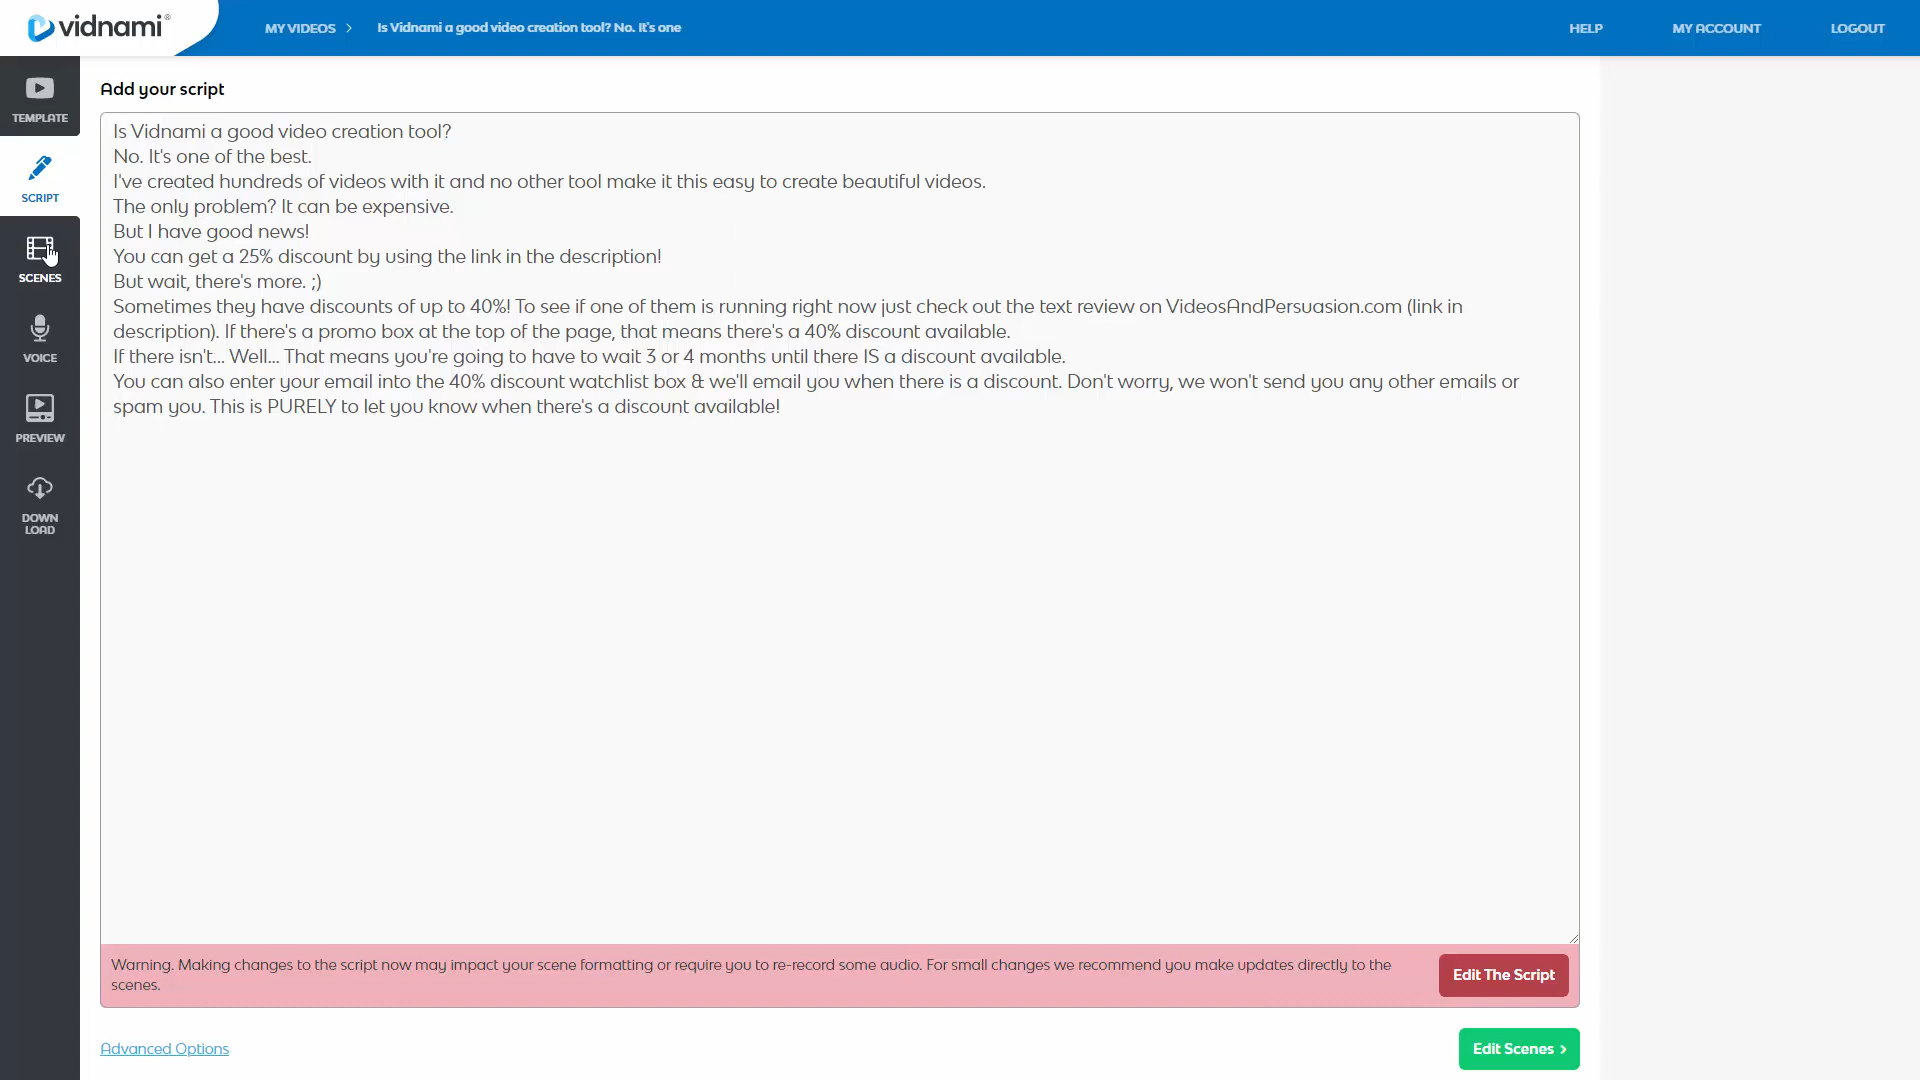 vidnami®
MY VIDEOS > Is Vidnami a good video creation tool? No. It's one
HELP
MY ACCOUNT
LOGOUT
TEMPLATE
SCRIPT
SCENES
VOICE
PREVIEW
DOWN
LOAD
Add your script
Is Vidnami a good video creation tool?
No. It's one of the best.
I've created hundreds of videos with it and no other tool make it this easy to create beautiful videos.
The only problem? It can be expensive.
But I have good news!
You can get a 25% discount by using the link in the description!
But wait, there's more. ;)
Sometimes they have discounts of up to 40%! To see if one of them is running right now just check out the text review on VideosAndPersuasion.com (link in
description). If there's a promo box at the top of the page, that means there's a 40% discount available.
If there isn't... Well... That means you're going to have to wait 3 or 4 months until there IS a discount available.
You can also enter your email into the 40% discount watchlist box & we'll email you when there is a discount. Don't worry, we won't send you any other emails or
spam you. This is PURELY to let you know when there's a discount available!
Warning. Making changes to the script now may impact your scene formatting or require you to re-record some audio. For small changes we recommend you make updates directly to the
scenes.
Edit The Script
Advanced Options
Edit Scenes >